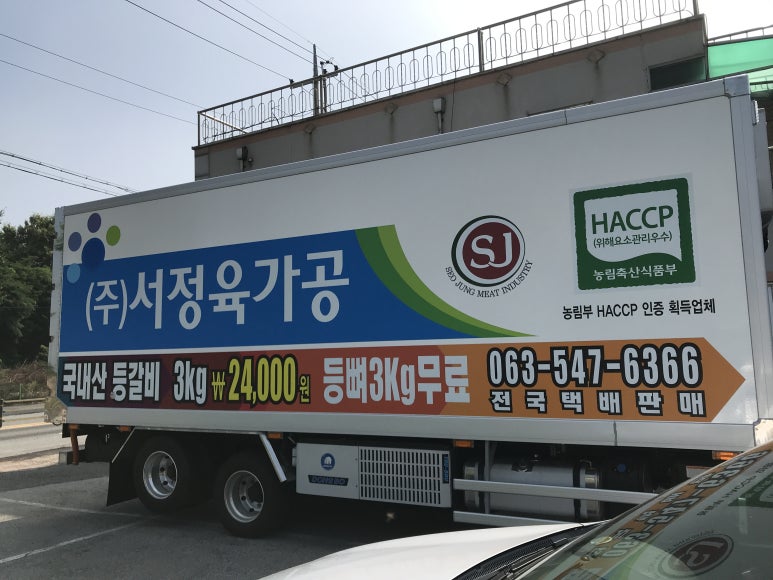 (주)서정육가공
SJ
SEO JUNG MEAT INDUSTRY
HACCP
(위해요소관리우수)
농림축산식품부
농림부 HACCP 인증 획득업체
국내산 등갈비 3kg ₩24,000원 등뼈3Kg무료
063-547-6366
전국택배판매